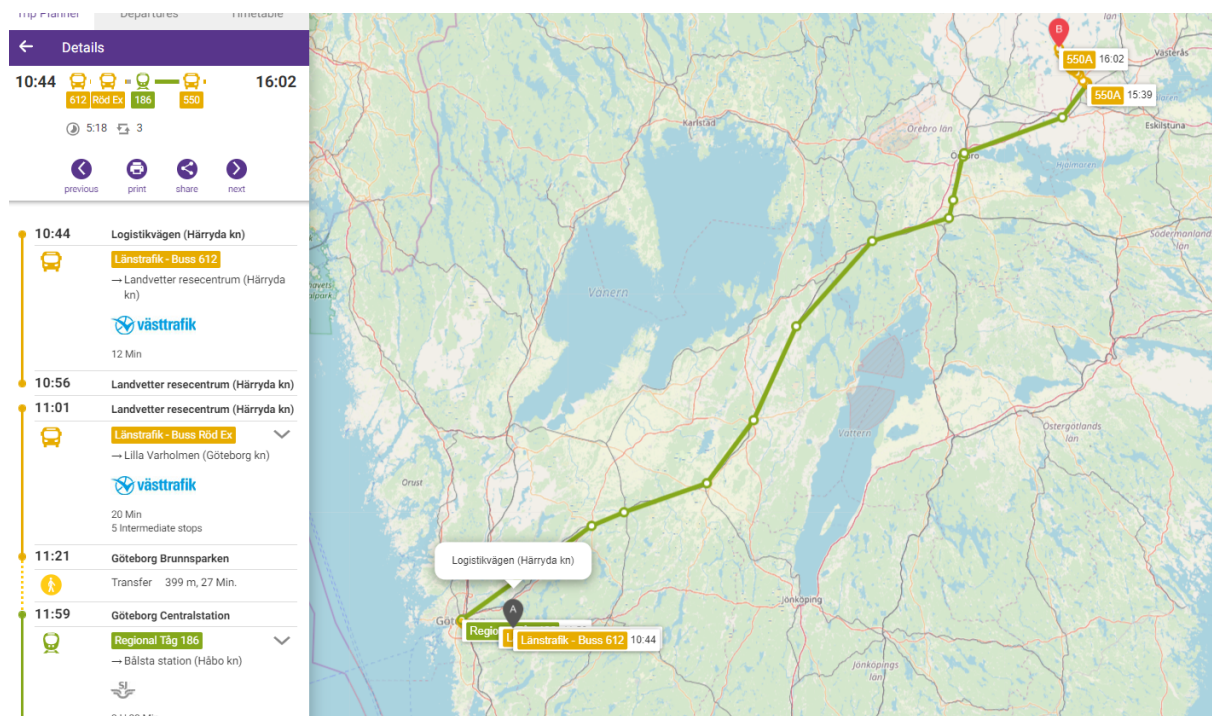 Trip Planner Departures Timetable
Details
10:44 16:02
612 Röd Ex 186 550
5:18 3
previous print share next
10:44 Logistikvägen (Härryda kn)
Länstrafik - Buss 612
→ Landvetter resecentrum (Härryda
kn)
västtrafik
12 Min
10:56 Landvetter resecentrum (Härryda kn)
11:01 Landvetter resecentrum (Härryda kn)
Länstrafik - Buss Röd Ex
→ Lilla Varholmen (Göteborg kn)
västtrafik
20 Min
5 Intermediate stops
11:21 Göteborg Brunnsparken
Transfer 399 m, 27 Min.
11:59 Göteborg Centralstation
Regional Tåg 186
→ Bålsta station (Håbo kn)
SJ
B
län
Västerås
550A 16:02
550A 15:39
Karlstad
Örebro län
Eskilstuna
Hjälmaren
Södermanland
län
Vänern
Vättern
Östergötlands
län
Orust
Logistikvägen (Härryda kn)
A
Jönköping
Länstrafik - Buss 612 10:44
Jönköpings
län